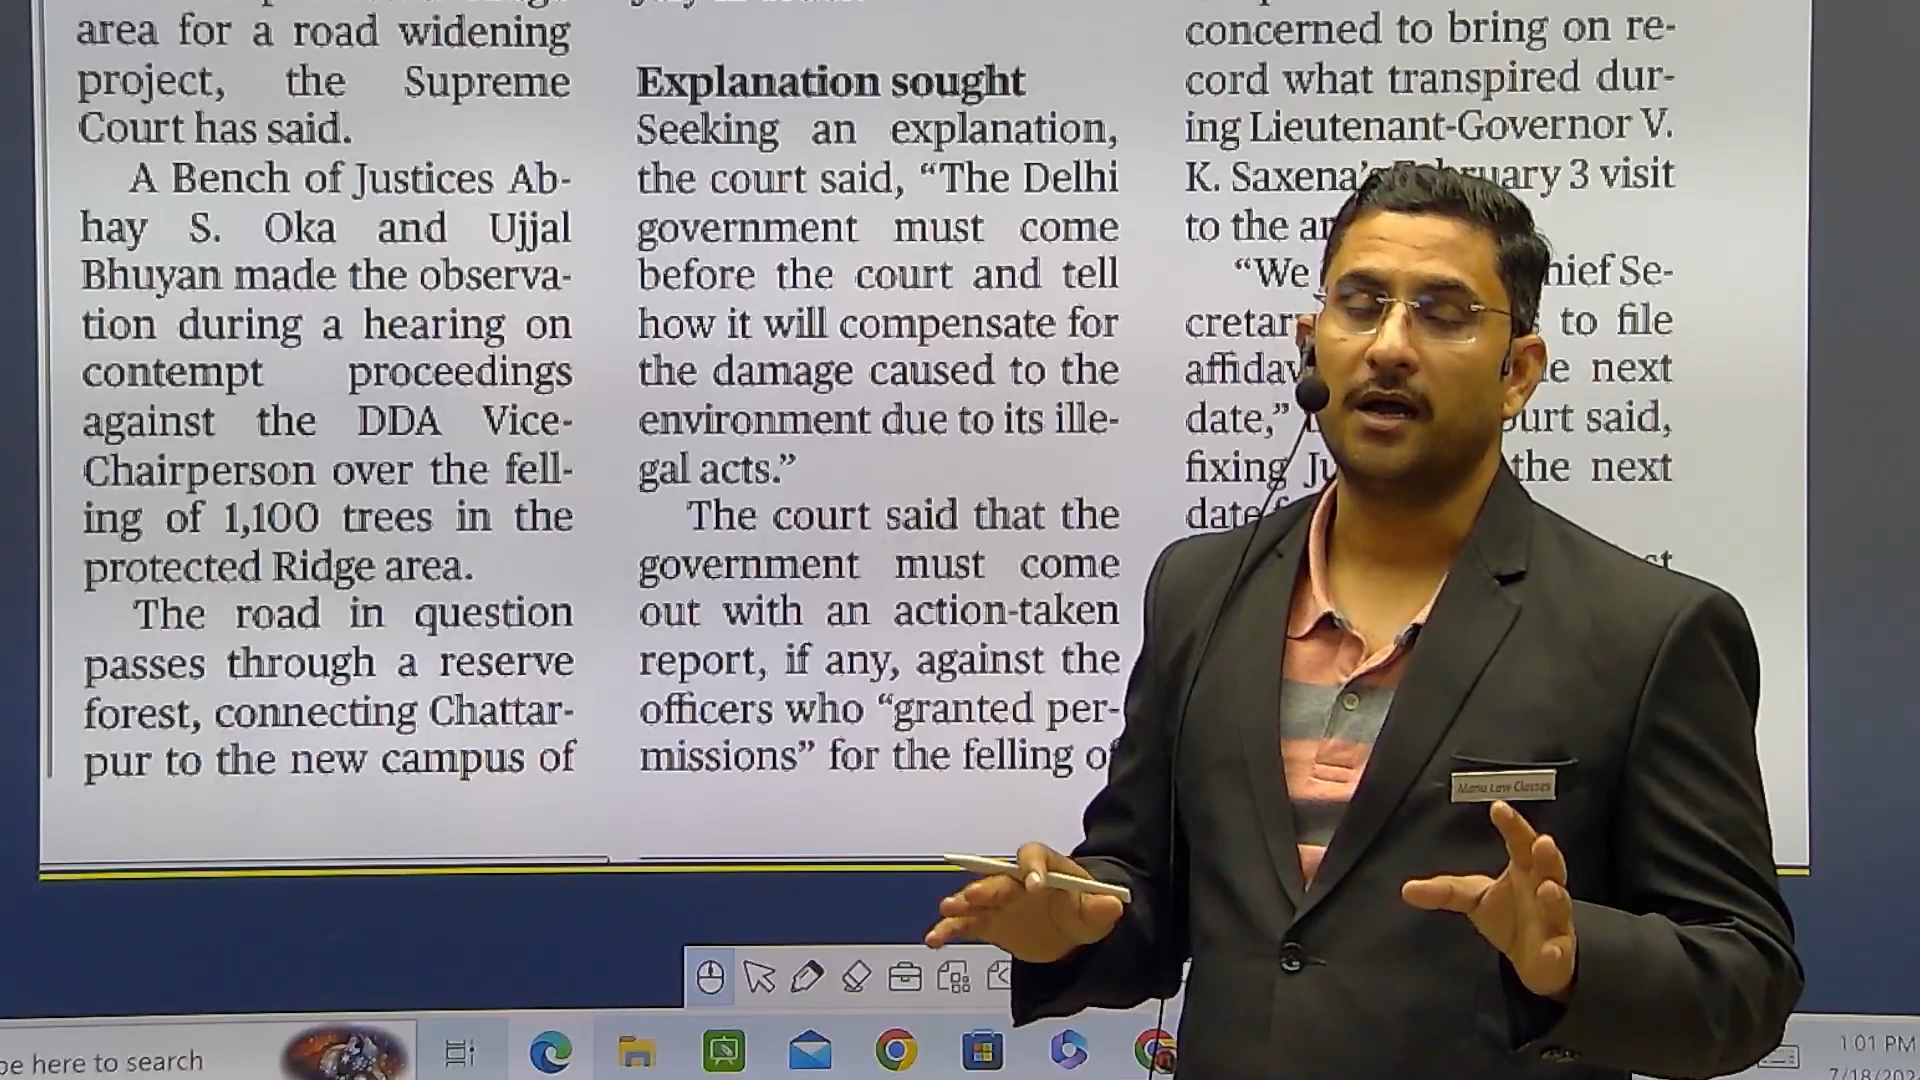 area for a road widening
project, the Supreme
Court has said.
A Bench of Justices Ab-
hay S. Oka and Ujjal
Bhuyan made the observa-
tion during a hearing on
contempt proceedings
against the DDA Vice-
Chairperson over the fell-
ing of 1,100 trees in the
protected Ridge area.
The road in question
passes through a reserve
forest, connecting Chattar-
pur to the new campus of
Explanation sought
Seeking an explanation,
the court said, “The Delhi
government must come
before the court and tell
how it will compensate for
the damage caused to the
environment due to its ille-
gal acts.”
The court said that the
government must come
out with an action-taken
report, if any, against the
officers who “granted per-
missions” for the felling of
concerned to bring on re-
cord what transpired dur-
ing Lieutenant-Governor V.
K. Saxena’s February 3 visit
to the
“We hief Se-
to file
next
date,” said,
fixing the next
date
Manu Law Classes
here to search
1:01 PM
7/18/202